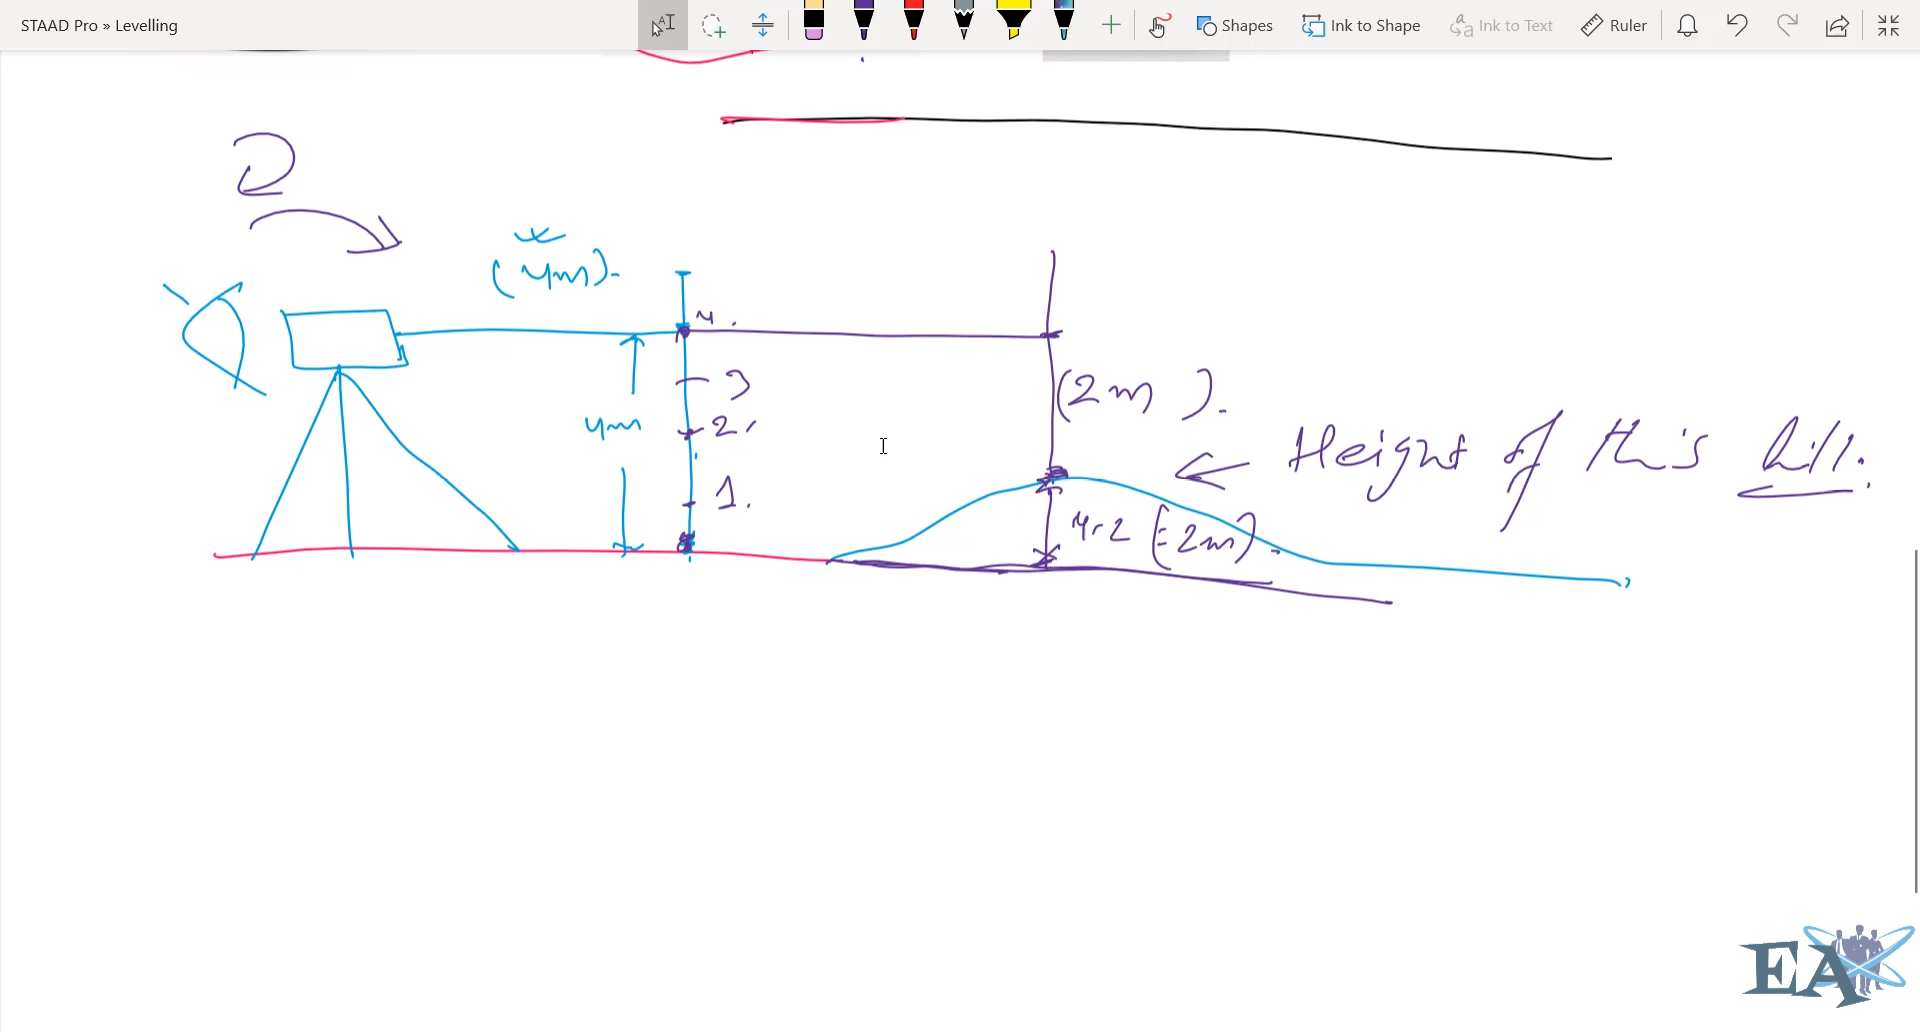 STAAD Pro » Levelling
Shapes
Ink to Shape
Ink to Text
Ruler
(4m).
4.
3
4m
2.
1.
(2m).
Height of this hill.
4-2 (=2m).
EA